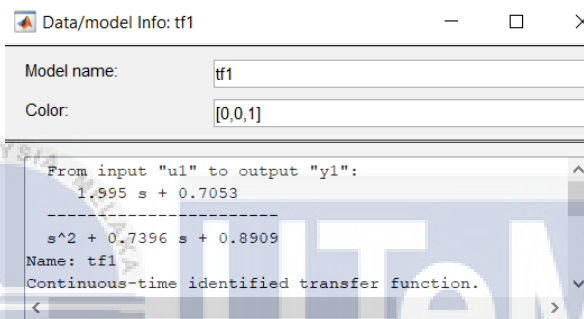 Data/model Info: tf1
Model name:
tf1
Color:
[0,0,1]
From input "u1" to output "y1":
1.995 s + 0.7053
-----------------------
s^2 + 0.7396 s + 0.8909
Name: tf1
Continuous-time identified transfer function.
UTeM